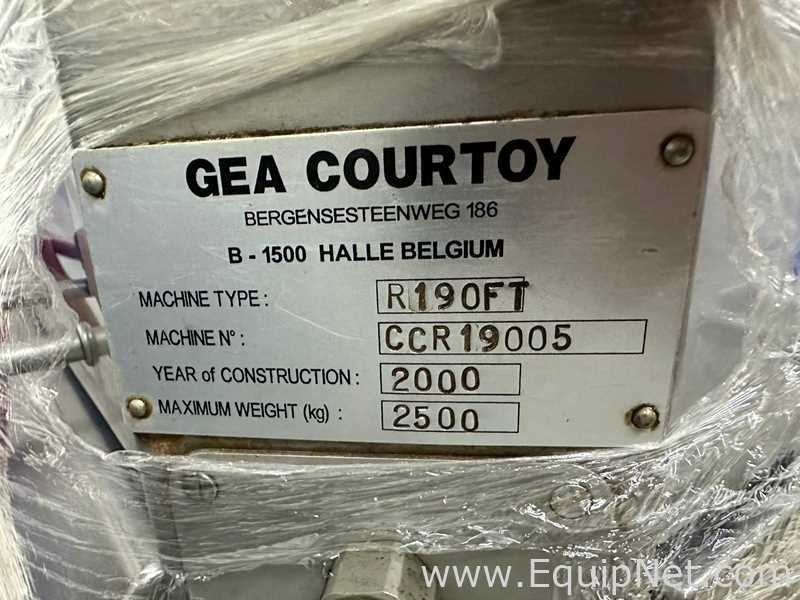 GEA COURTOY
BERGENSESTEENWEG 186
B - 1500 HALLE BELGIUM
MACHINE TYPE : R190FT
MACHINE N° : CCR19005
YEAR of CONSTRUCTION : 2000
MAXIMUM WEIGHT (kg) : 2500
www.EquipNet.com